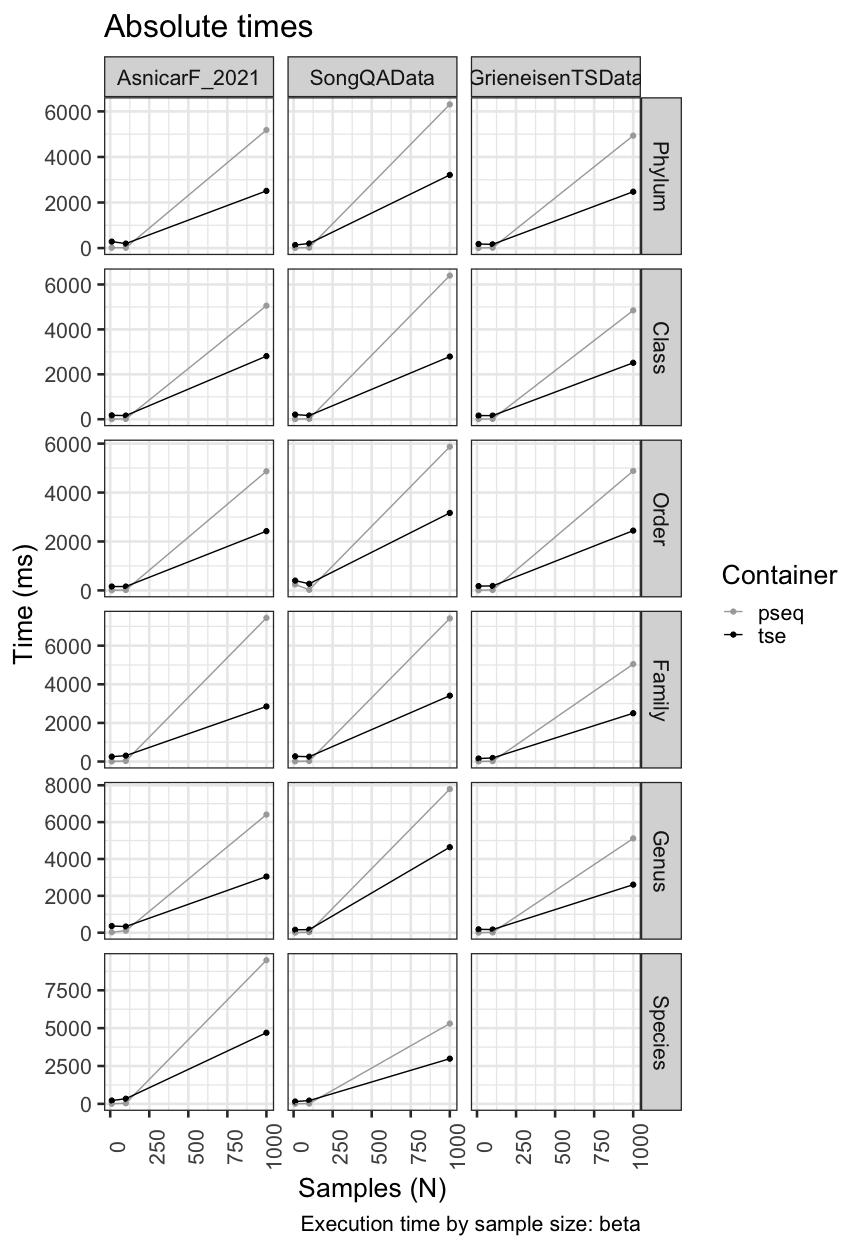 Absolute times
AsnicarF_2021 SongQAData GrieneisenTSData
6000
4000
2000
0
Phylum
6000
4000
2000
0
Class
6000
4000
2000
0
Order
6000
4000
2000
0
Family
8000
6000
4000
2000
0
Genus
7500
5000
2500
0
Species
Time (ms)
0 250 500 750 1000 0 250 500 750 1000 0 250 500 750 1000
Samples (N)
Execution time by sample size: beta
Container
pseq
tse